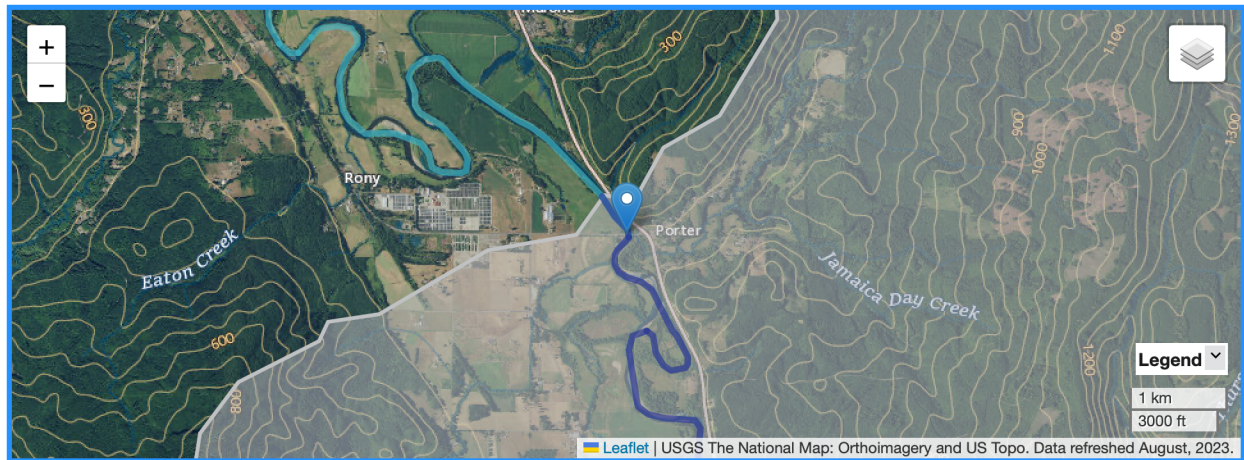 +
−
300
1100
300
900
1000
1300
Rony
Porter
Eaton Creek
Jamaica Day Creek
600
800
1200
Legend
1 km
3000 ft
Leaflet | USGS The National Map: Orthoimagery and US Topo. Data refreshed August, 2023.